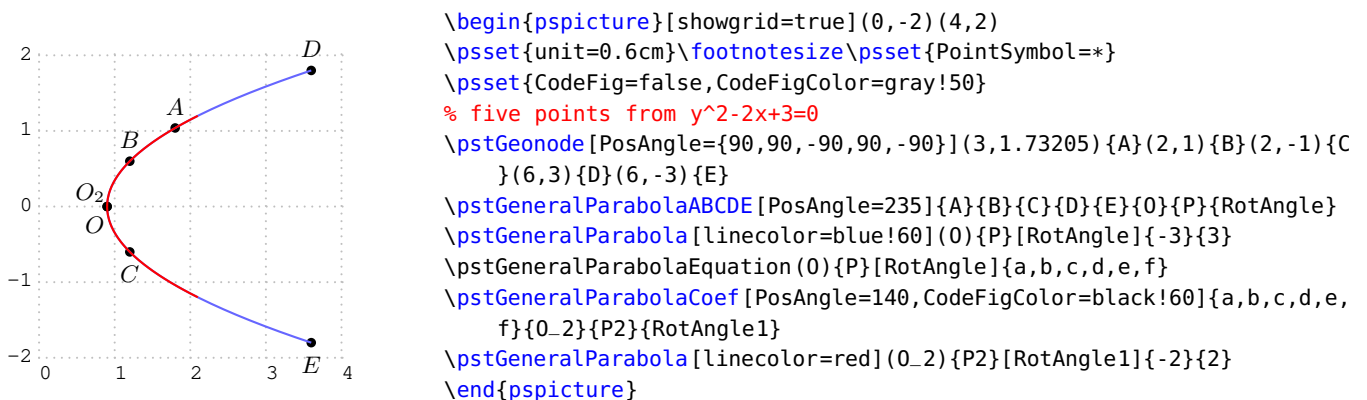 2
1
0
−1
−2
0 1 2 3 4
D
A
B
O2
O
C
E
\begin{pspicture}[showgrid=true](0,-2)(4,2)
\psset{unit=0.6cm}\footnotesize\psset{PointSymbol=*}
\psset{CodeFig=false,CodeFigColor=gray!50}
% five points from y^2-2x+3=0
\pstGeonode[PosAngle={90,90,-90,90,-90}](3,1.73205){A}(2,1){B}(2,-1){C
}(6,3){D}(6,-3){E}
\pstGeneralParabolaABCDE[PosAngle=235]{A}{B}{C}{D}{E}{O}{P}{RotAngle}
\pstGeneralParabola[linecolor=blue!60](O){P}[RotAngle]{-3}{3}
\pstGeneralParabolaEquation(O){P}[RotAngle]{a,b,c,d,e,f}
\pstGeneralParabolaCoef[PosAngle=140,CodeFigColor=black!60]{a,b,c,d,e,
f}{O_2}{P2}{RotAngle1}
\pstGeneralParabola[linecolor=red](O_2){P2}[RotAngle1]{-2}{2}
\end{pspicture}